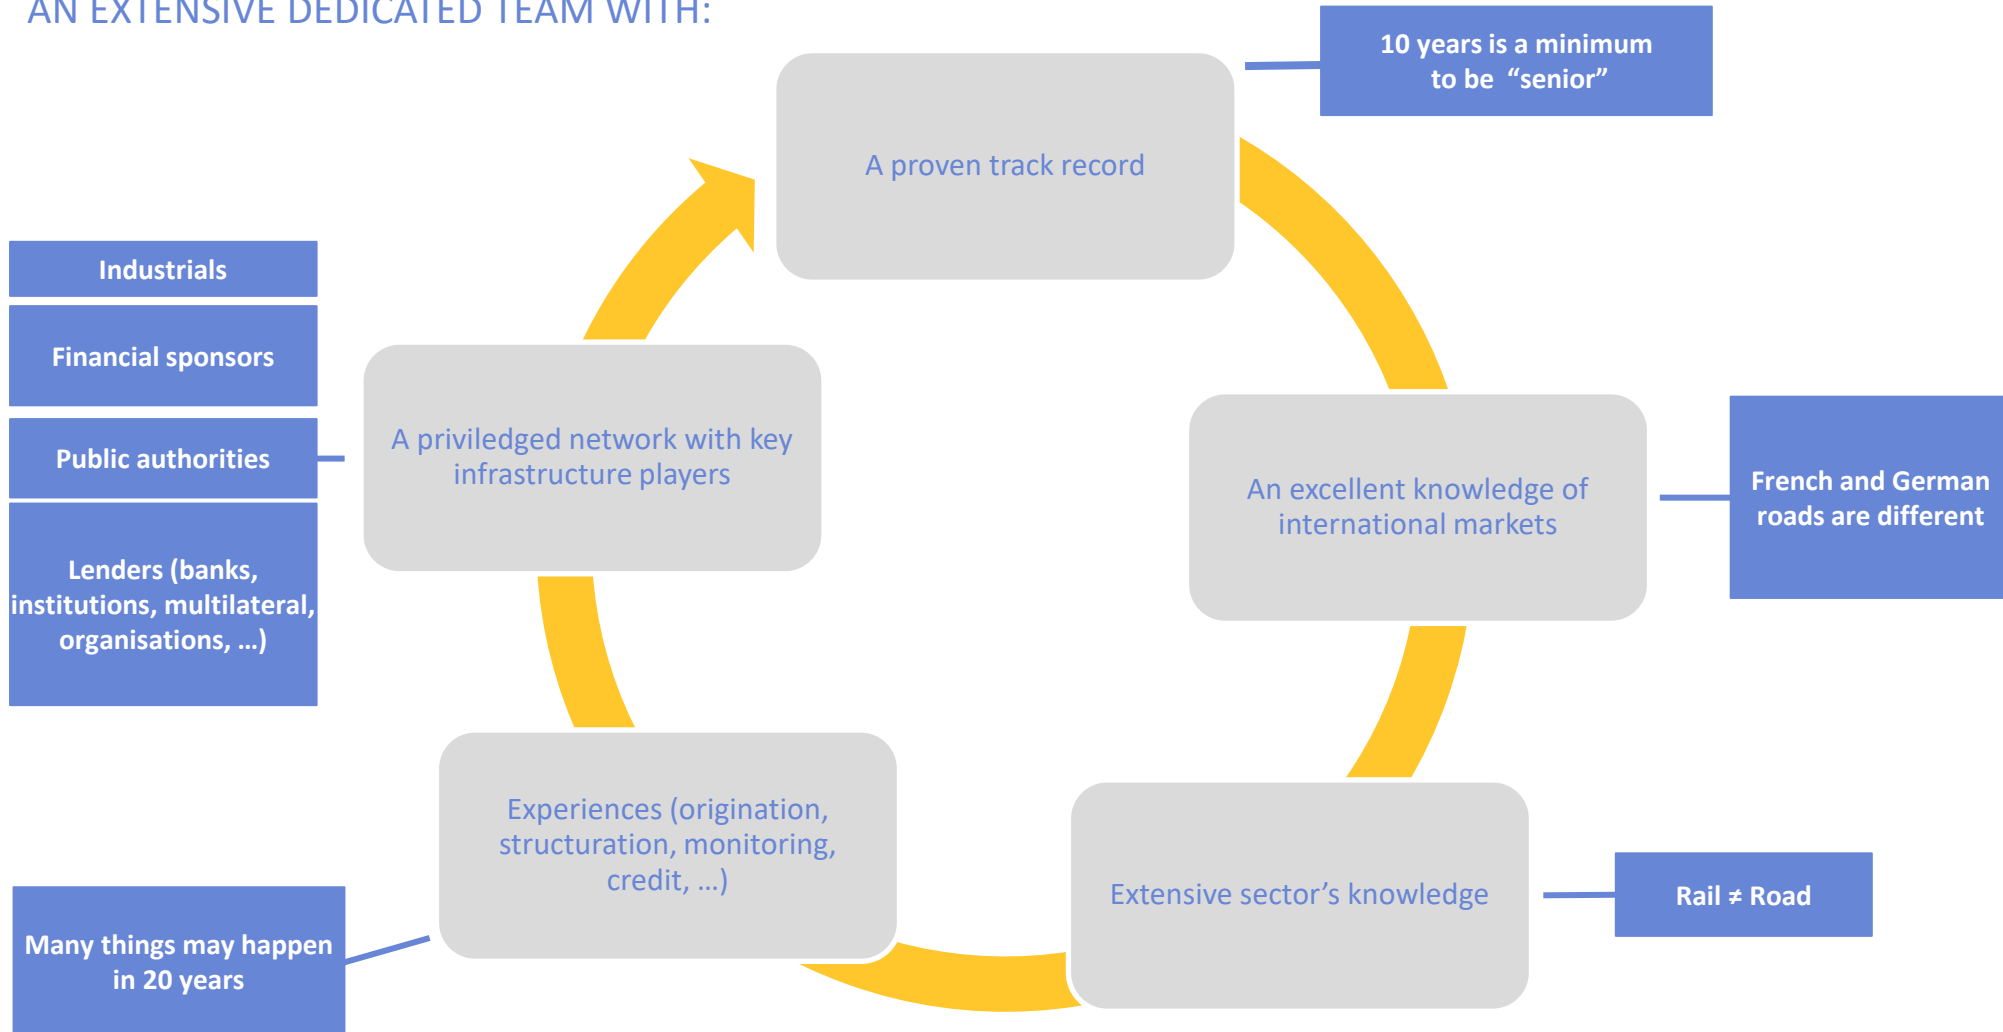 AN EXTENSIVE DEDICATED TEAM WITH:
10 years is a minimum
to be “senior”
A proven track record
Industrials
Financial sponsors
Public authorities
Lenders (banks,
institutions, multilateral,
organisations, …)
A priviledged network with key
infrastructure players
An excellent knowledge of
international markets
French and German
roads are different
Experiences (origination,
structuration, monitoring,
credit, …)
Extensive sector’s knowledge
Rail ≠ Road
Many things may happen
in 20 years